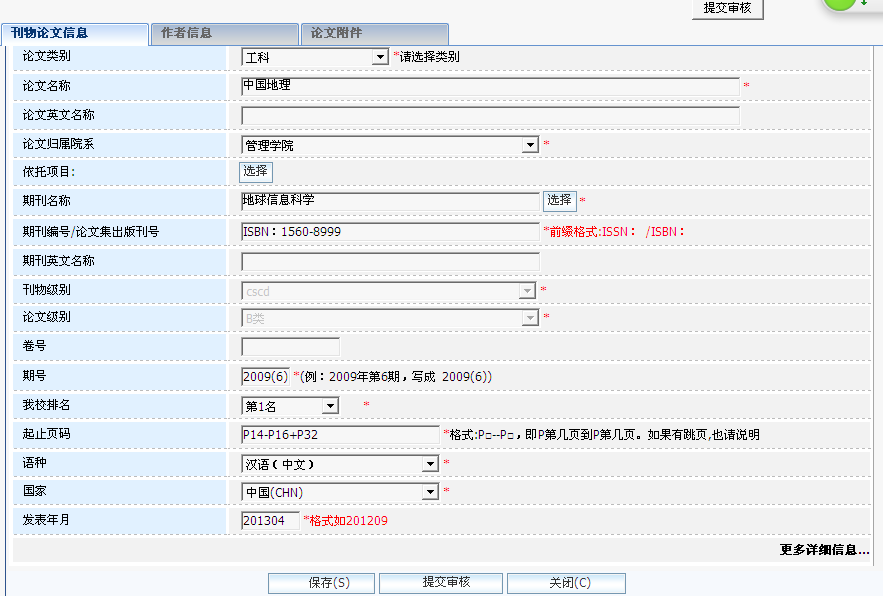 提交审核
刊物论文信息 作者信息 论文附件
论文类别 工科 *请选择类别
论文名称 中国地理 *
论文英文名称
论文归属院系 管理学院 *
依托项目: 选择
期刊名称 地球信息科学 选择 *
期刊编号/论文集出版刊号 ISBN：1560-8999 *前缀格式:ISSN： /ISBN：
期刊英文名称
刊物级别 cscd *
论文级别 B类 *
卷号
期号 2009(6) *(例：2009年第6期，写成 2009(6))
我校排名 第1名 *
起止页码 P14-P16+P32 *格式:P□--P□，即P第几页到P第几页。如果有跳页,也请说明
语种 汉语（中文） *
国家 中国(CHN) *
发表年月 201304 *格式如201209
更多详细信息...
保存(S) 提交审核 关闭(C)